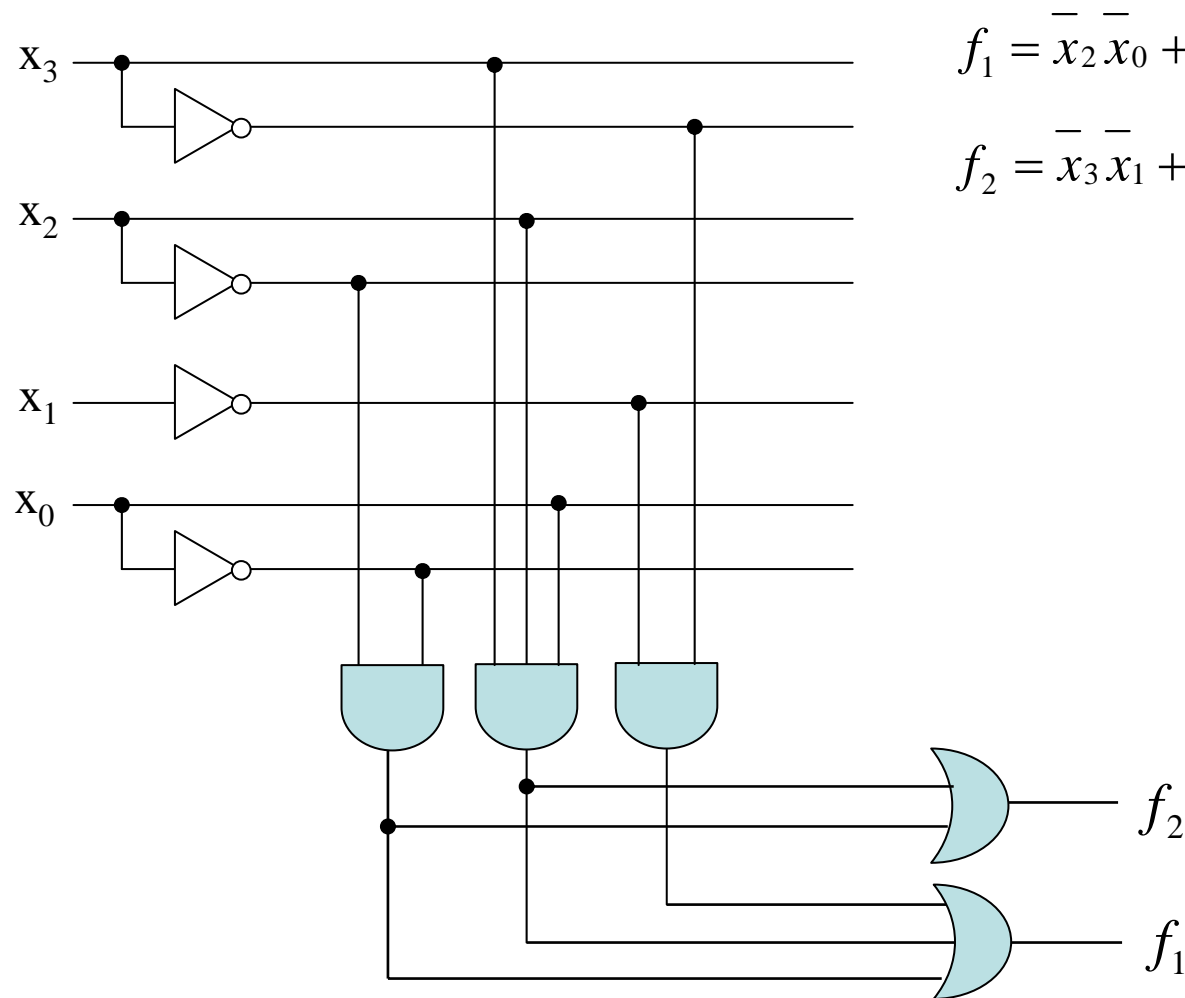 x₃
f₁ = x̅₂ x̅₀ +
f₂ = x̅₃ x̅₁ +
x₂
x₁
x₀
f₂
f₁